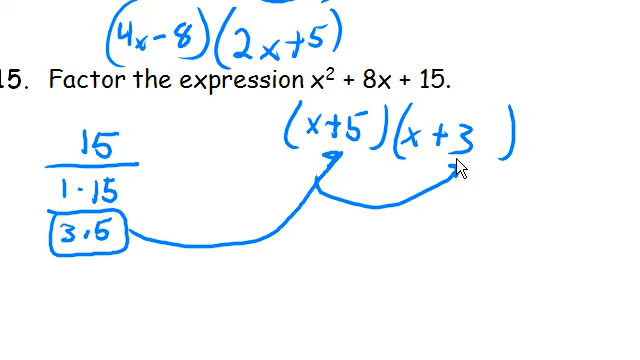 (4x-8)(2x+5)
15. Factor the expression x² + 8x + 15.
(x+5)(x+3)
15
1·15
3·5